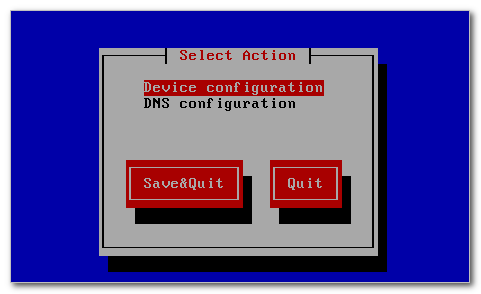 Select Action
Device configuration
DNS configuration
Save&Quit
Quit